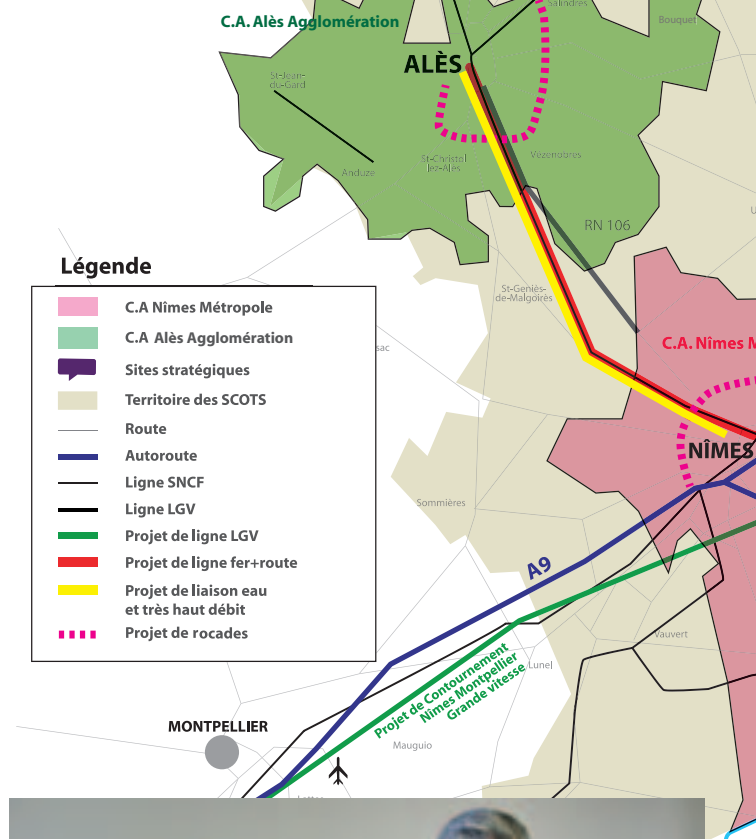 Salindres
C.A. Alès Agglomération
Bouquet
ALÈS
St-Jean-
du-Gard
St-Christol
lez-Alès
Vézenobres
Anduze
RN 106
Légende
St-Geniès-
de-Malgoirès
C.A Nîmes Métropole
C.A Alès Agglomération
C.A. Nîmes M
sac
Sites stratégiques
Territoire des SCOTS
Route
Autoroute
NÎMES
Ligne SNCF
Ligne LGV
Sommières
Projet de ligne LGV
Projet de ligne fer+route
A9
Projet de liaison eau
et très haut débit
Projet de rocades
Vauvert
Projet de Contournement
Nîmes Montpellier
Grande vitesse
Lunel
MONTPELLIER
Mauguio